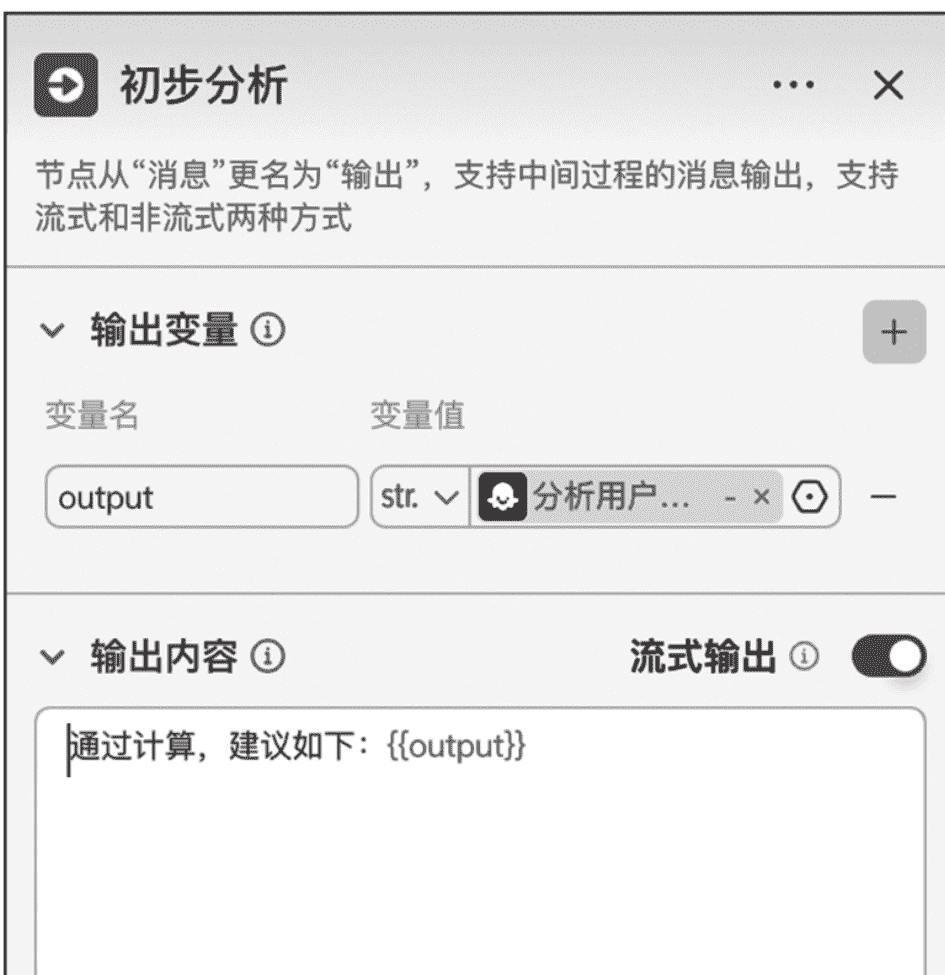 初步分析
节点从“消息”更名为“输出”，支持中间过程的消息输出，支持
流式和非流式两种方式
输出变量
变量名 变量值
output str. 分析用户... -
输出内容 流式输出
通过计算，建议如下：{{output}}